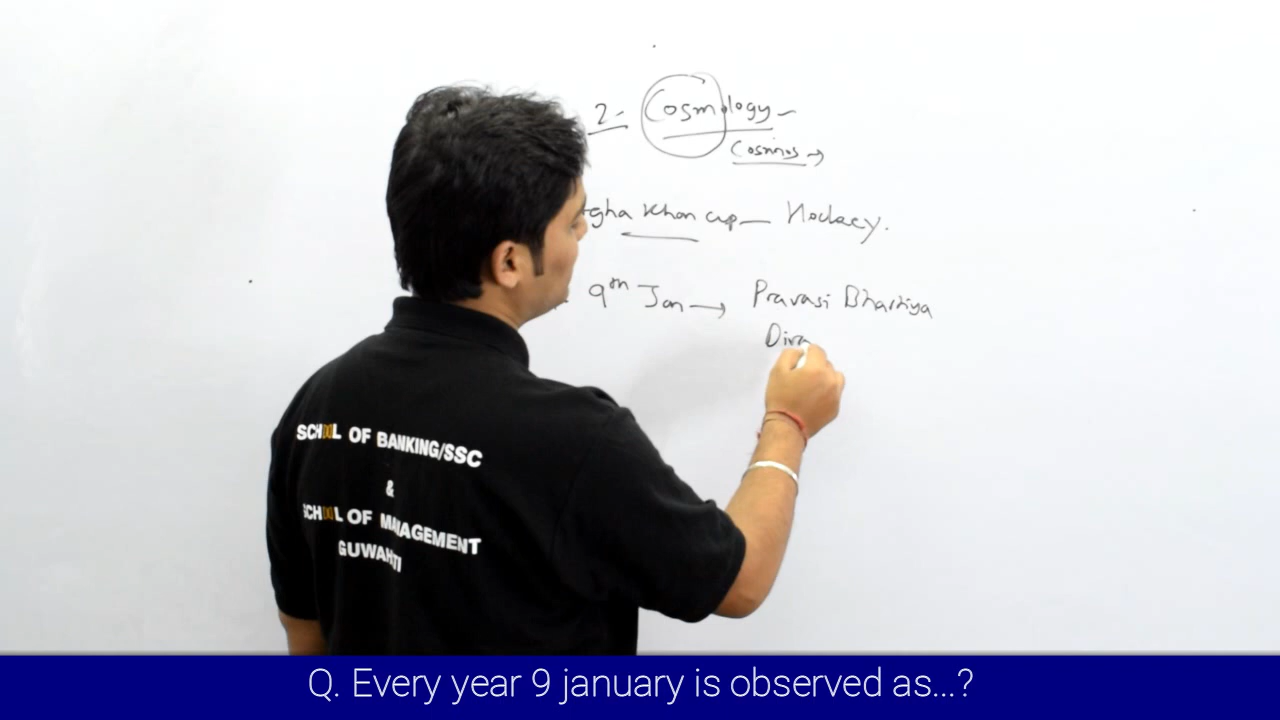 2- Cosmology -
Cosmos →
gha Khan cup — Hockey.
9th Jan → Pravasi Bhartiya
Diva
SCHOOL OF BANKING/SSC
&
SCHOOL OF MANAGEMENT
GUWAHATI
Q. Every year 9 january is observed as...?